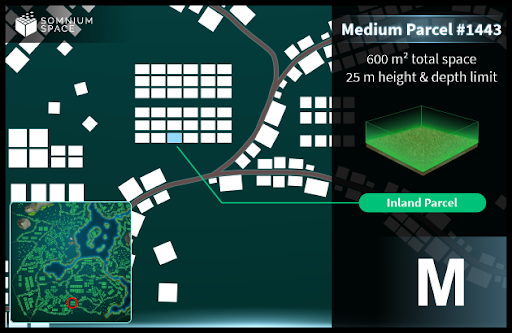 SOMNIUM
SPACE
Medium Parcel #1443
600 m² total space
25 m height & depth limit
Inland Parcel
M